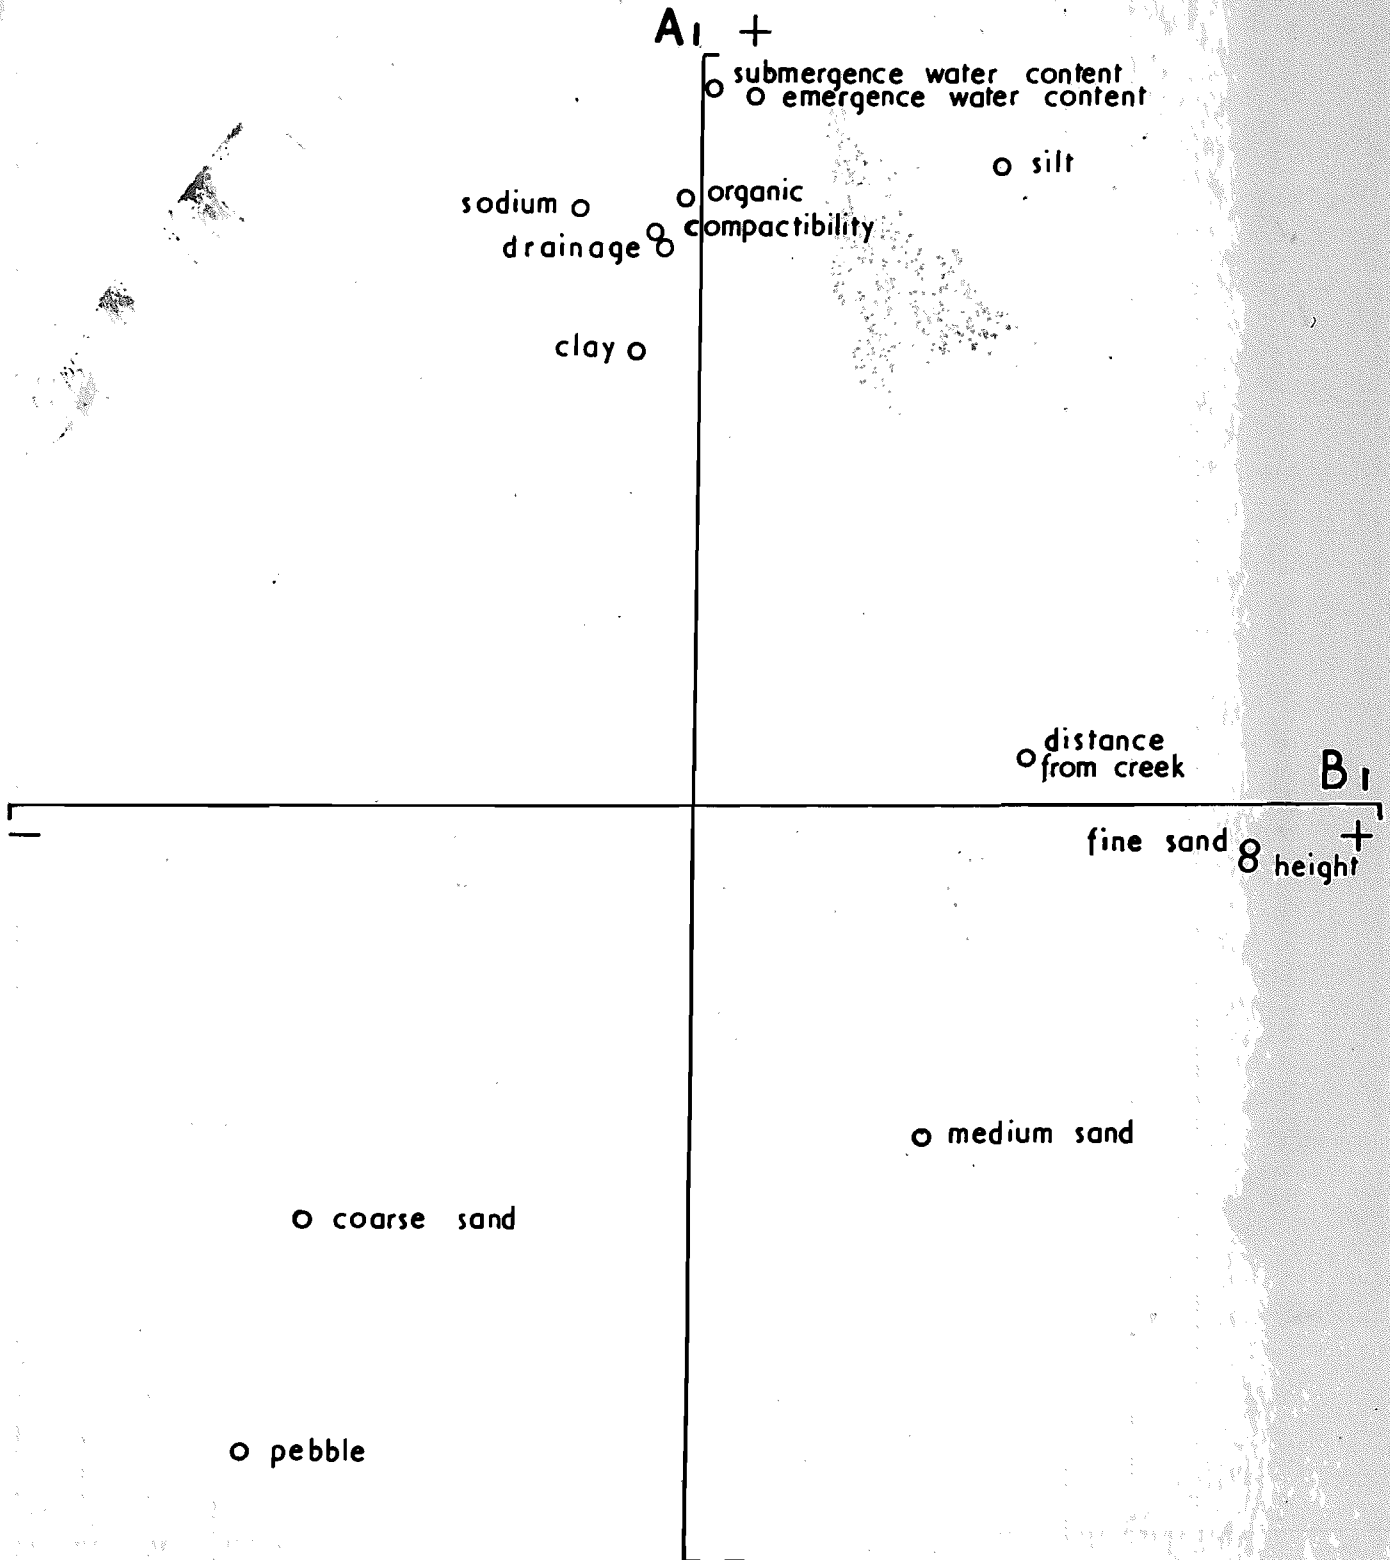 A1 +
submergence water content
emergence water content
silt
organic
sodium
compactibility
drainage
clay
distance
from creek
B1
−
+
fine sand
height
medium sand
coarse sand
pebble
−